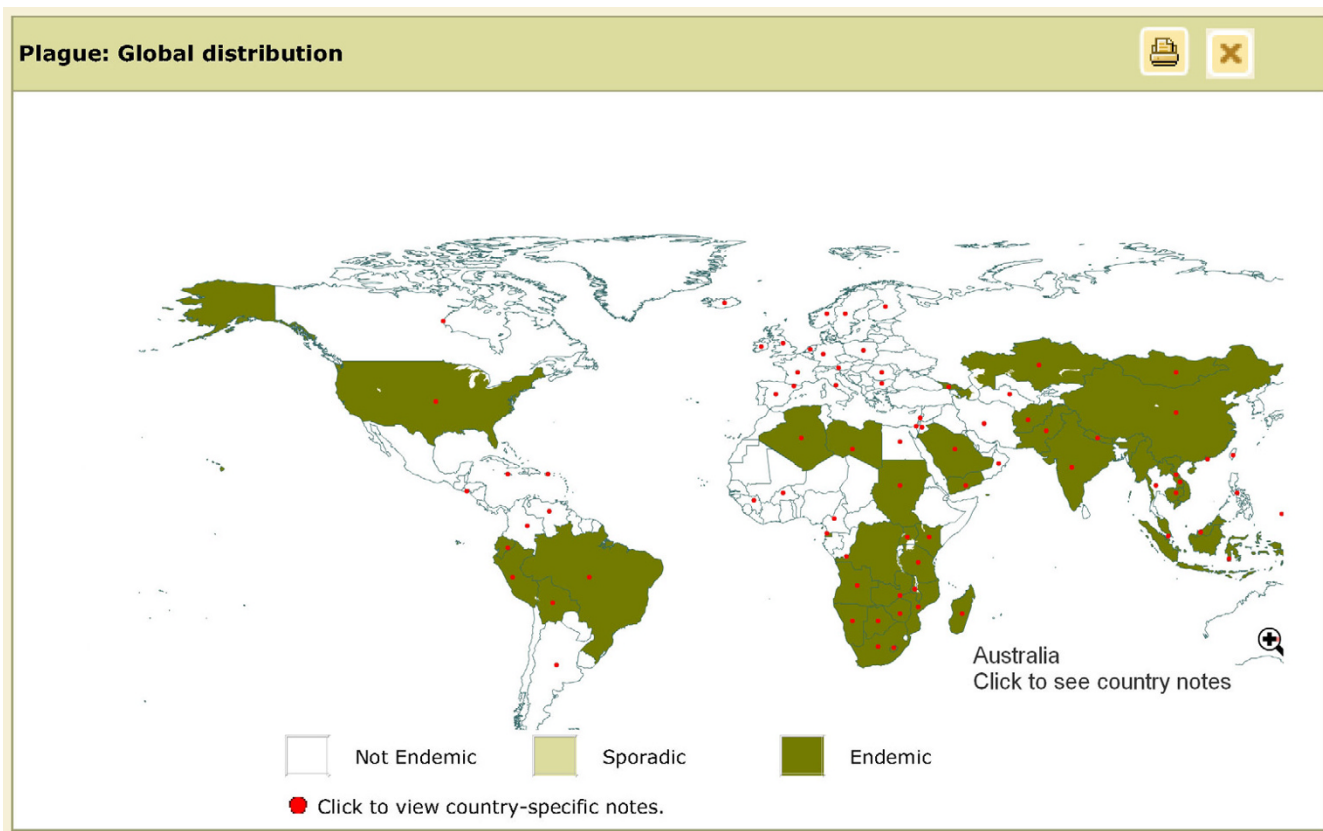 Plague: Global distribution
Australia
Click to see country notes
Not Endemic
Sporadic
Endemic
Click to view country-specific notes.